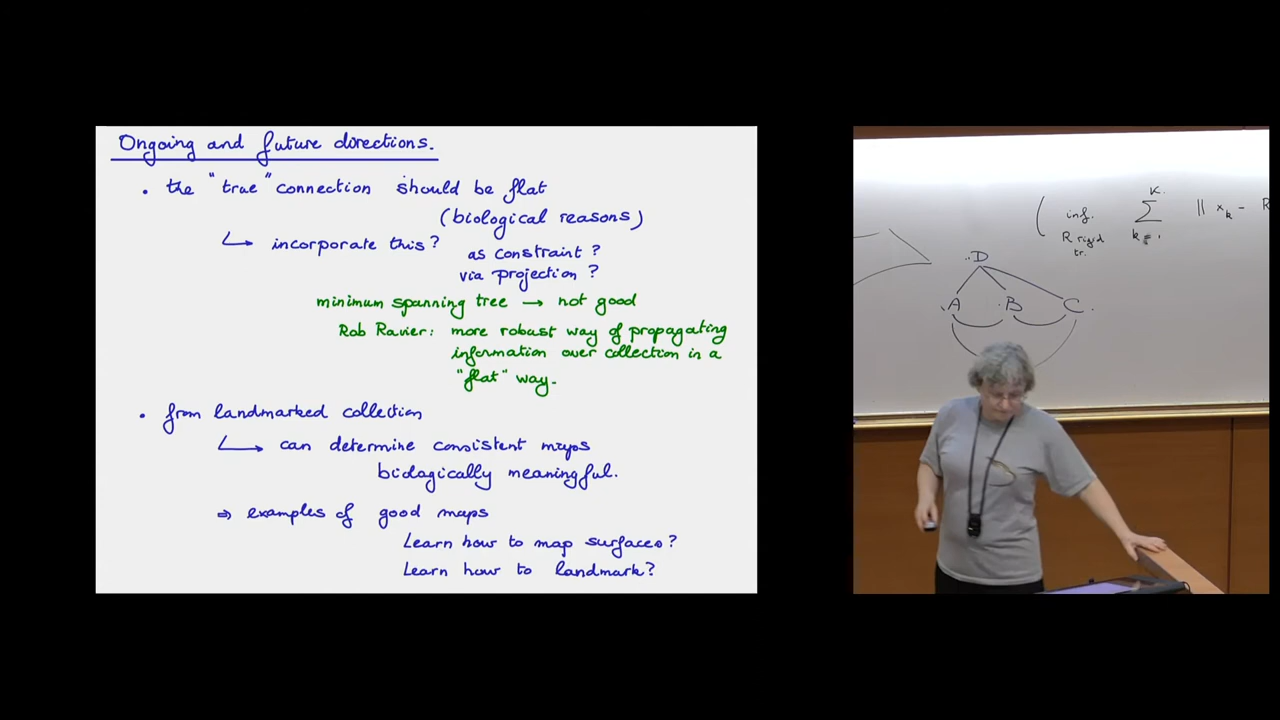 Ongoing and future directions.
• the "true" connection should be flat
(biological reasons)
↳ incorporate this? as constraint?
via projection?
minimum spanning tree → not good
Rob Ravier: more robust way of propagating
information over collection in a
"flat" way.
• from landmarked collection
↳ can determine consistent maps
biologically meaningful.
⇒ examples of good maps
Learn how to map surfaces?
Learn how to landmark?
( inf. R rigid tr. K Σ k=1 || x_k - R
D
A B C